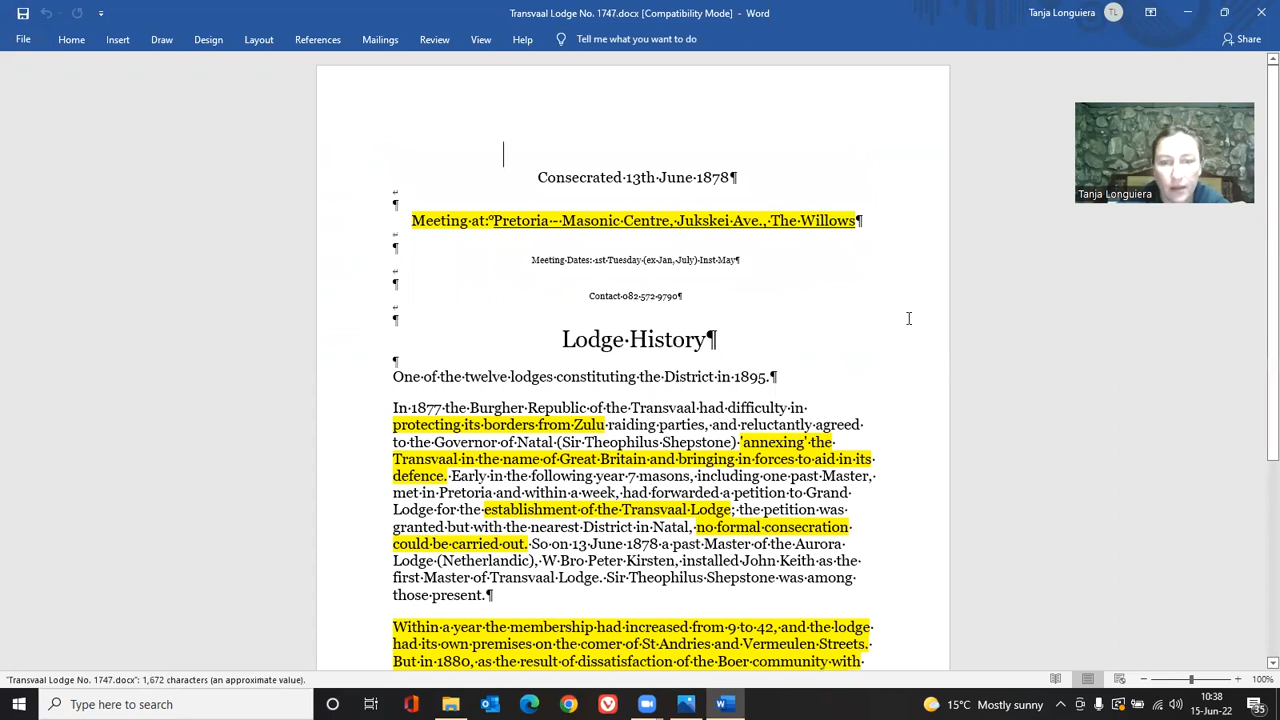 Transvaal Lodge No. 1747.docx [Compatibility Mode] - Word
Tanja Longuiera TL
File Home Insert Draw Design Layout References Mailings Review View Help Tell me what you want to do Share
Consecrated 13th June 1878¶
¶
Meeting at: Pretoria -- Masonic Centre, Jukskei Ave., The Willows¶
¶
Meeting Dates: 1st Tuesday (ex Jan, July) Inst May¶
¶
Contact 082 572 9790¶
¶
Lodge History¶
¶
One of the twelve lodges constituting the District in 1895.¶
In 1877 the Burgher Republic of the Transvaal had difficulty in
protecting its borders from Zulu raiding parties, and reluctantly agreed
to the Governor of Natal (Sir Theophilus Shepstone) 'annexing' the
Transvaal in the name of Great Britain and bringing in forces to aid in its
defence. Early in the following year 7 masons, including one past Master,
met in Pretoria and within a week, had forwarded a petition to Grand
Lodge for the establishment of the Transvaal Lodge; the petition was
granted but with the nearest District in Natal, no formal consecration
could be carried out. So on 13 June 1878 a past Master of the Aurora
Lodge (Netherlandic), W Bro Peter Kirsten, installed John Keith as the
first Master of Transvaal Lodge. Sir Theophilus Shepstone was among
those present.¶
Within a year the membership had increased from 9 to 42, and the lodge
had its own premises on the comer of St Andries and Vermeulen Streets.
But in 1880, as the result of dissatisfaction of the Boer community with
Tanja Longuiera
"Transvaal Lodge No. 1747.docx": 1,672 characters (an approximate value).
100%
Type here to search
15°C Mostly sunny
10:38
15-Jun-22
35